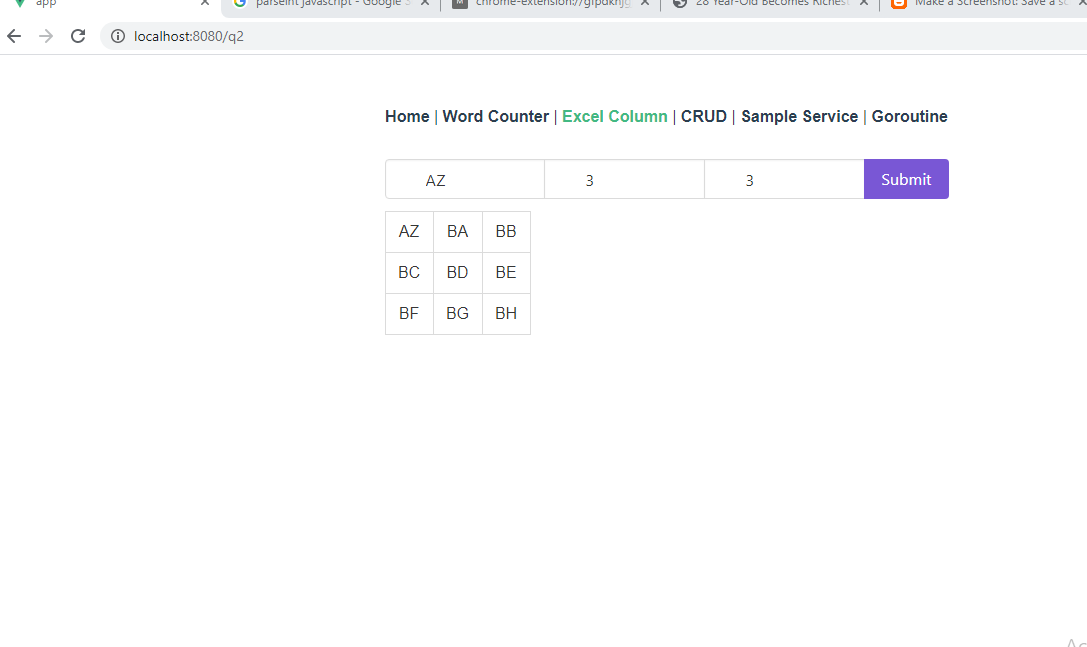 app
parseint javascript - Google S
M chrome-extension://gfpdknjg
28 Year-Old Becomes Richest
Make a Screenshot: Save a sc
localhost:8080/q2
Home | Word Counter | Excel Column | CRUD | Sample Service | Goroutine
AZ 3 3 Submit
AZ BA BB
BC BD BE
BF BG BH